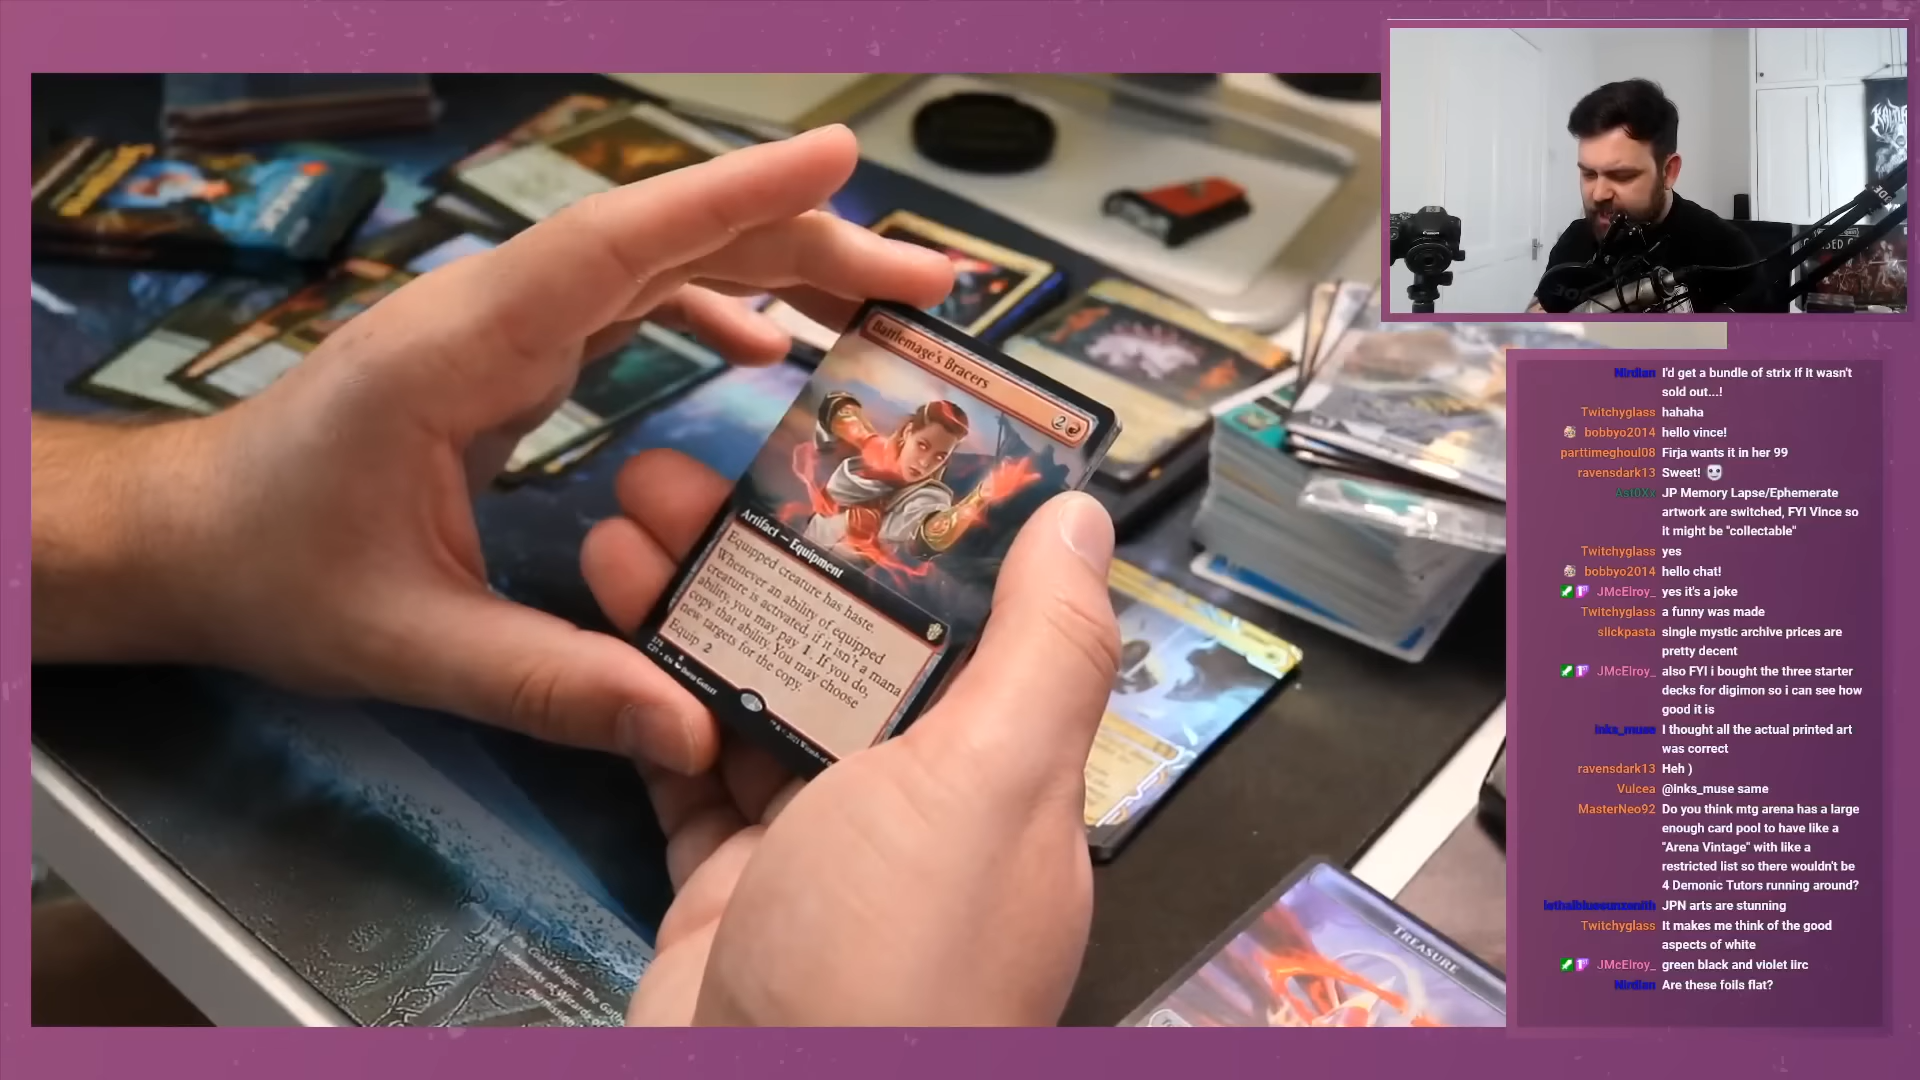 Battlemage's Bracers
2
Artifact — Equipment
Equipped creature has haste.
Whenever an ability of equipped
creature is activated, if it isn't a mana
ability, you may pay 1. If you do,
copy that ability. You may choose
new targets for the copy.
Equip 2
C21 • EN
TREASURE
Nirdian I'd get a bundle of strix if it wasn't
sold out...!
Twitchyglass hahaha
bobbyo2014 hello vince!
parttimeghoul08 Firja wants it in her 99
ravensdark13 Sweet!
JP Memory Lapse/Ephemerate
artwork are switched, FYI Vince so
it might be "collectable"
Twitchyglass yes
bobbyo2014 hello chat!
JMcElroy_ yes it's a joke
Twitchyglass a funny was made
slickpasta single mystic archive prices are
pretty decent
JMcElroy_ also FYI i bought the three starter
decks for digimon so i can see how
good it is
inks_muse I thought all the actual printed art
was correct
ravensdark13 Heh )
Vulcea @inks_muse same
MasterNeo92 Do you think mtg arena has a large
enough card pool to have like a
"Arena Vintage" with like a
restricted list so there wouldn't be
4 Demonic Tutors running around?
lethalbluesunzenith JPN arts are stunning
Twitchyglass It makes me think of the good
aspects of white
JMcElroy_ green black and violet iirc
Nirdian Are these foils flat?